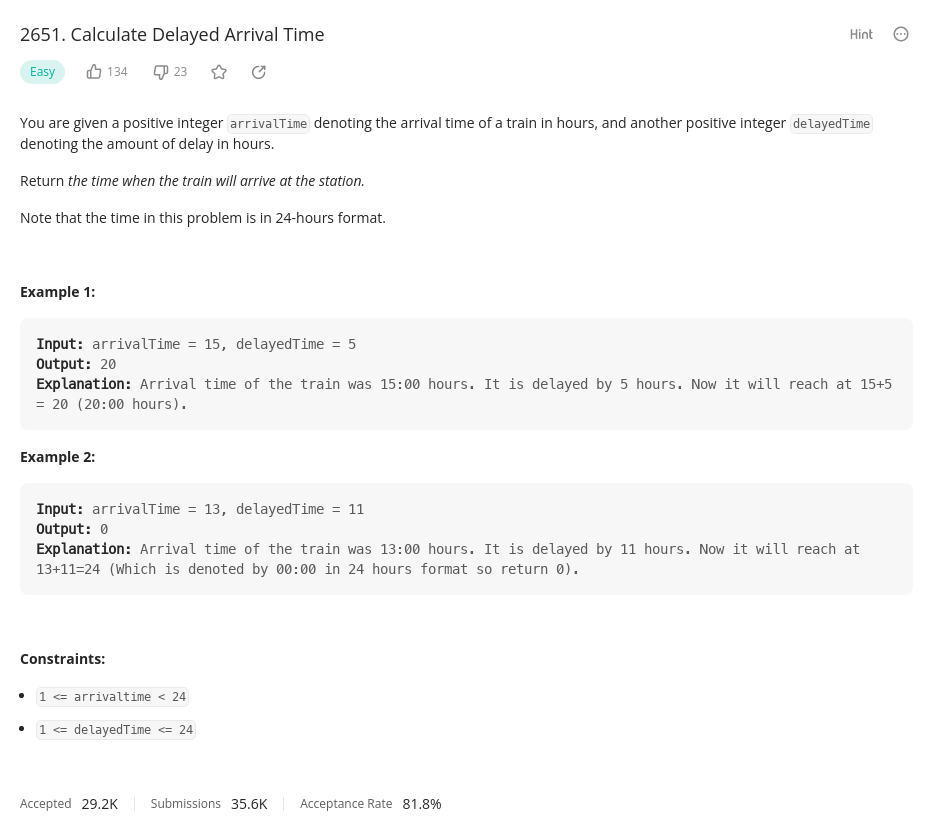 2651. Calculate Delayed Arrival Time
Hint
Easy 134 23
You are given a positive integer arrivalTime denoting the arrival time of a train in hours, and another positive integer delayedTime
denoting the amount of delay in hours.
Return the time when the train will arrive at the station.
Note that the time in this problem is in 24-hours format.
Example 1:
Input: arrivalTime = 15, delayedTime = 5
Output: 20
Explanation: Arrival time of the train was 15:00 hours. It is delayed by 5 hours. Now it will reach at 15+5
= 20 (20:00 hours).
Example 2:
Input: arrivalTime = 13, delayedTime = 11
Output: 0
Explanation: Arrival time of the train was 13:00 hours. It is delayed by 11 hours. Now it will reach at
13+11=24 (Which is denoted by 00:00 in 24 hours format so return 0).
Constraints:
• 1 <= arrivaltime < 24
• 1 <= delayedTime <= 24
Accepted 29.2K Submissions 35.6K Acceptance Rate 81.8%